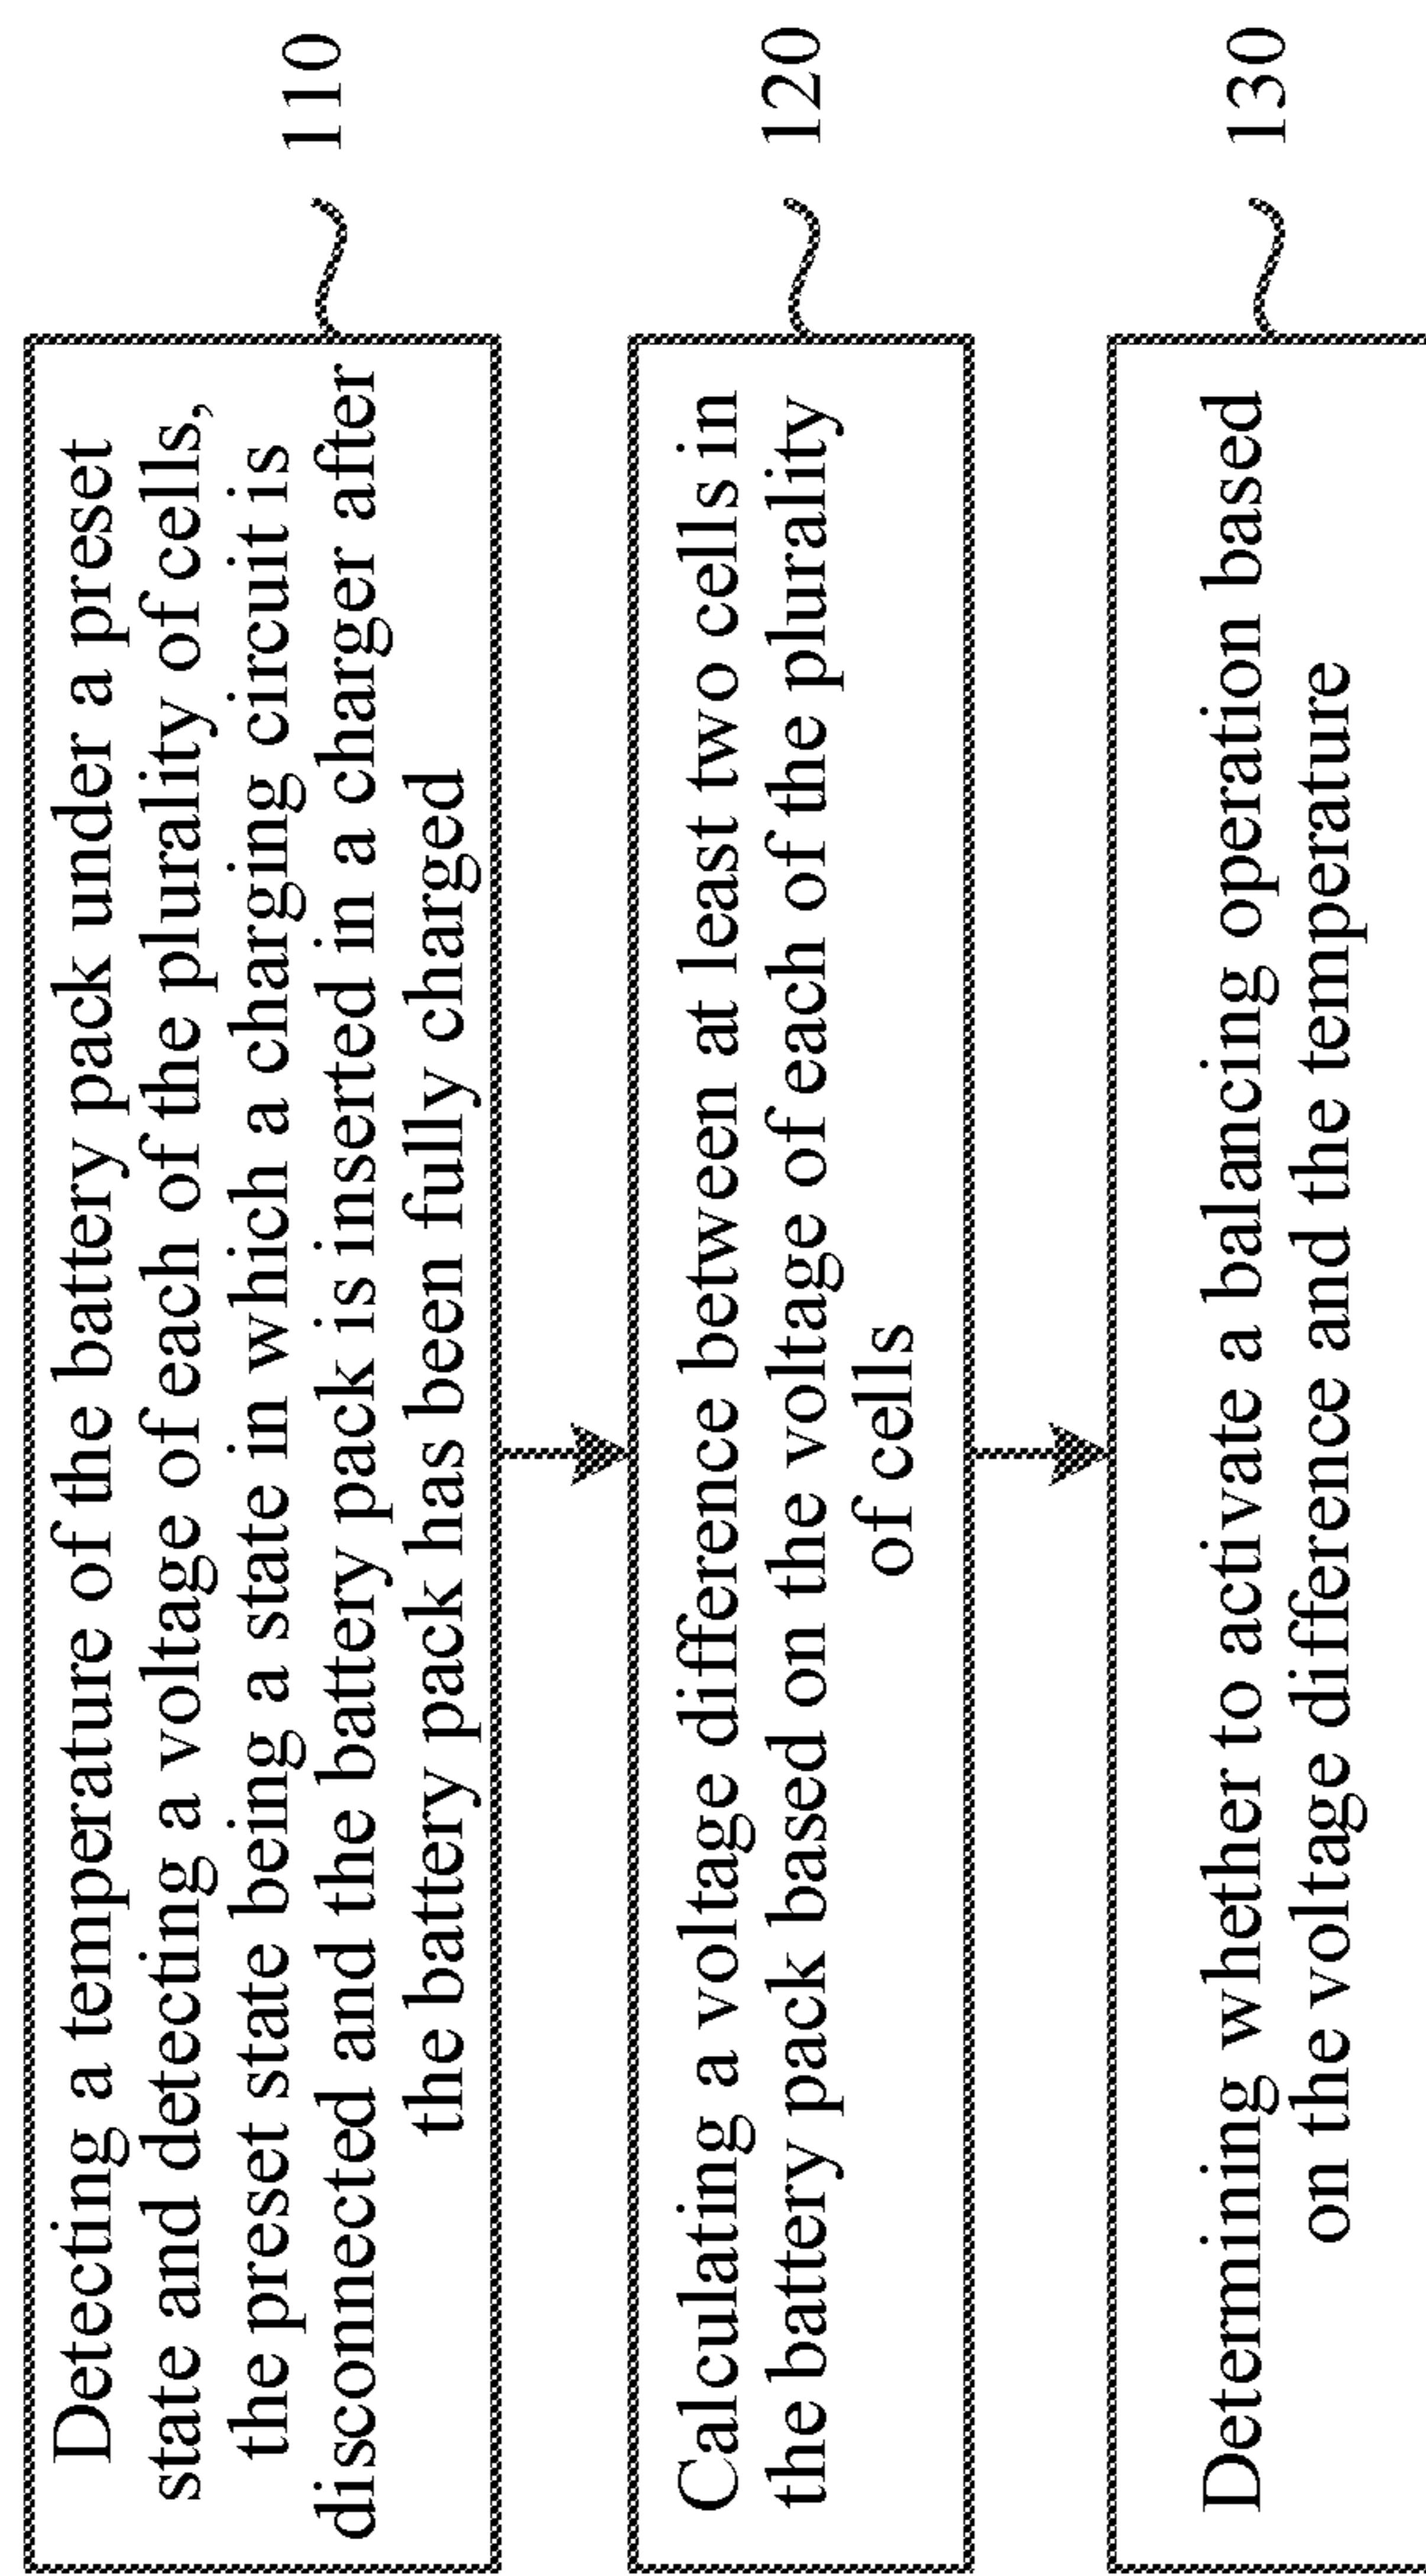 Detecting a temperature of the battery pack under a preset
state and detecting a voltage of each of the plurality of cells,
the preset state being a state in which a charging circuit is
disconnected and the battery pack is inserted in a charger after
the battery pack has been fully charged
110
Calculating a voltage difference between at least two cells in
the battery pack based on the voltage of each of the plurality
of cells
120
Determining whether to activate a balancing operation based
on the voltage difference and the temperature
130